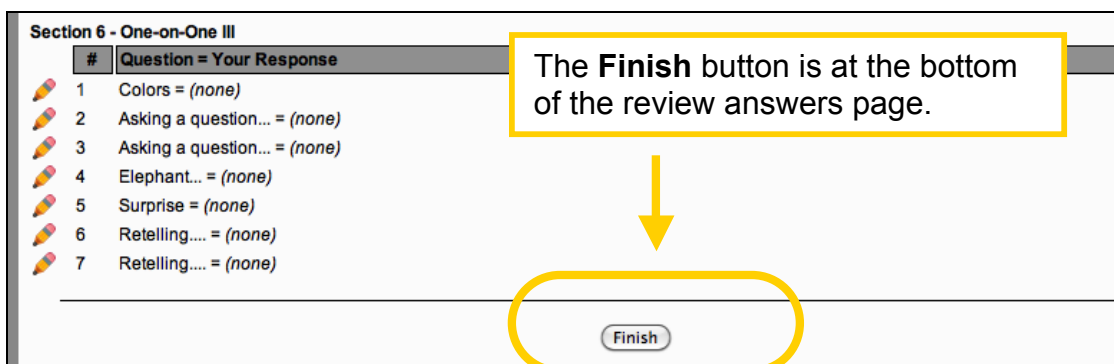 Section 6 - One-on-One III
# Question = Your Response
The Finish button is at the bottom
of the review answers page.
1 Colors = (none)
2 Asking a question... = (none)
3 Asking a question... = (none)
4 Elephant... = (none)
5 Surprise = (none)
6 Retelling.... = (none)
7 Retelling.... = (none)
Finish